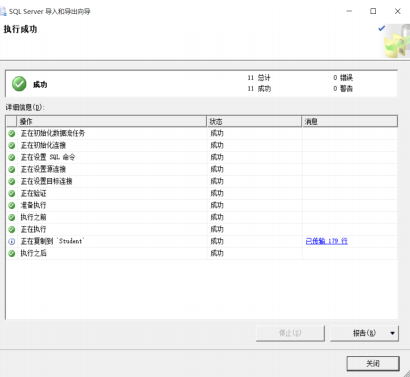 SQL Server 导入和导出向导
执行成功
成功
11 总计
0 错误
11 成功
0 警告
详细信息(D):
操作 状态 消息
正在初始化数据流任务 成功
正在初始化连接 成功
正在设置 SQL 命令 成功
正在设置源连接 成功
正在设置目标连接 成功
正在验证 成功
准备执行 成功
执行之前 成功
正在执行 成功
正在复制到 `Student` 成功 已传输 179 行
执行之后 成功
停止(S) 报告(R)
关闭